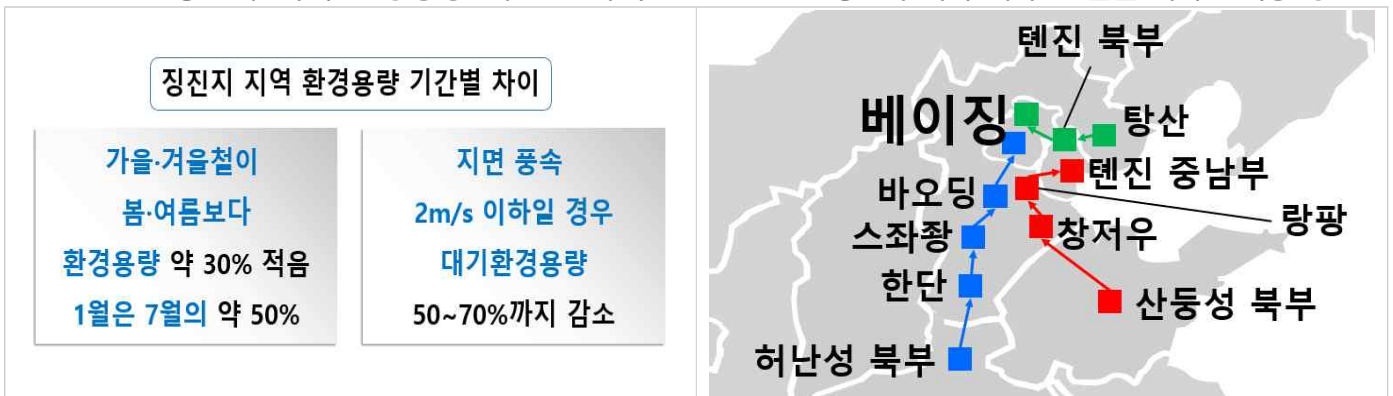 징진지 지역 환경용량 기간별 차이
가을·겨울철이
봄·여름보다
환경용량 약 30% 적음
1월은 7월의 약 50%
지면 풍속
2m/s 이하일 경우
대기환경용량
50~70%까지 감소
톈진 북부
베이징
탕산
톈진 중남부
바오딩
랑팡
스좌좡
창저우
한단
산둥성 북부
허난성 북부